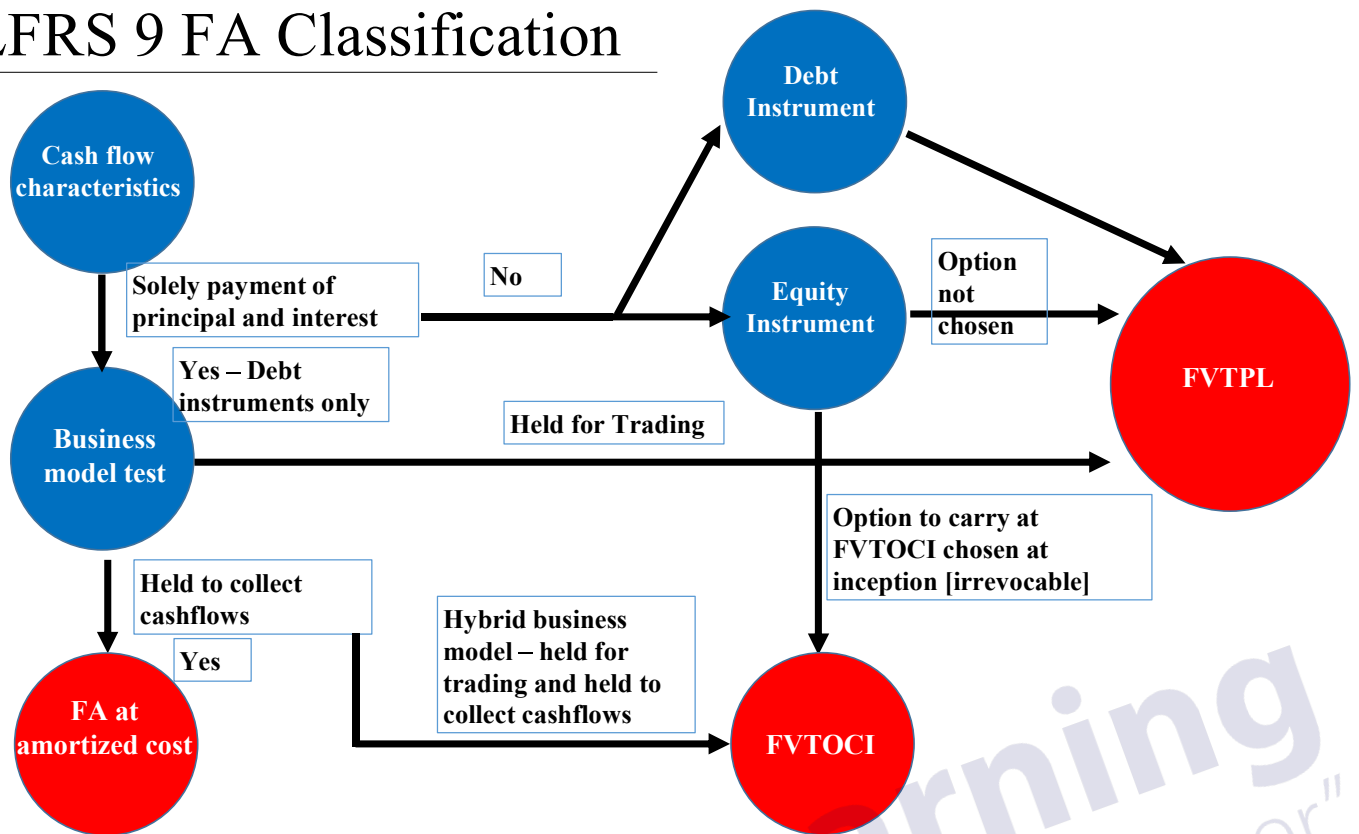 LFRS 9 FA Classification
Debt
Instrument
Cash flow
characteristics
Solely payment of
principal and interest
No
Equity
Instrument
Option
not
chosen
FVTPL
Yes – Debt
instruments only
Business
model test
Held for Trading
Option to carry at
FVTOCI chosen at
inception [irrevocable]
Held to collect
cashflows
Yes
Hybrid business
model – held for
trading and held to
collect cashflows
FA at
amortized cost
FVTOCI